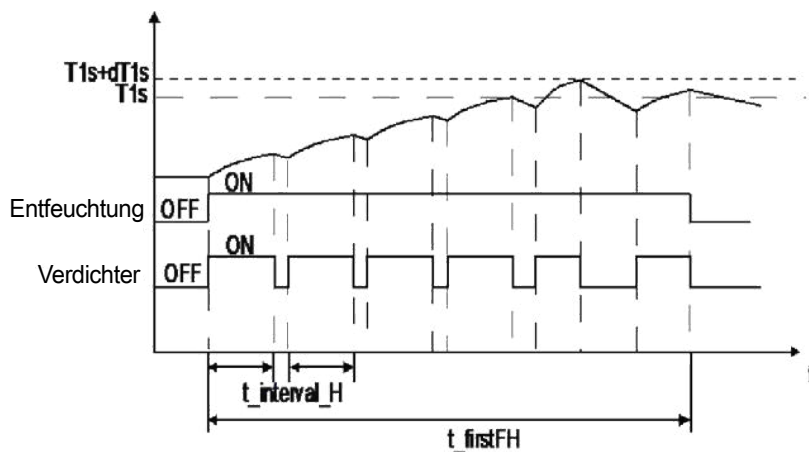 T1s+dT1s
T1s
ON
Entfeuchtung OFF
ON
Verdichter OFF
t_interval_H
t_firstFH